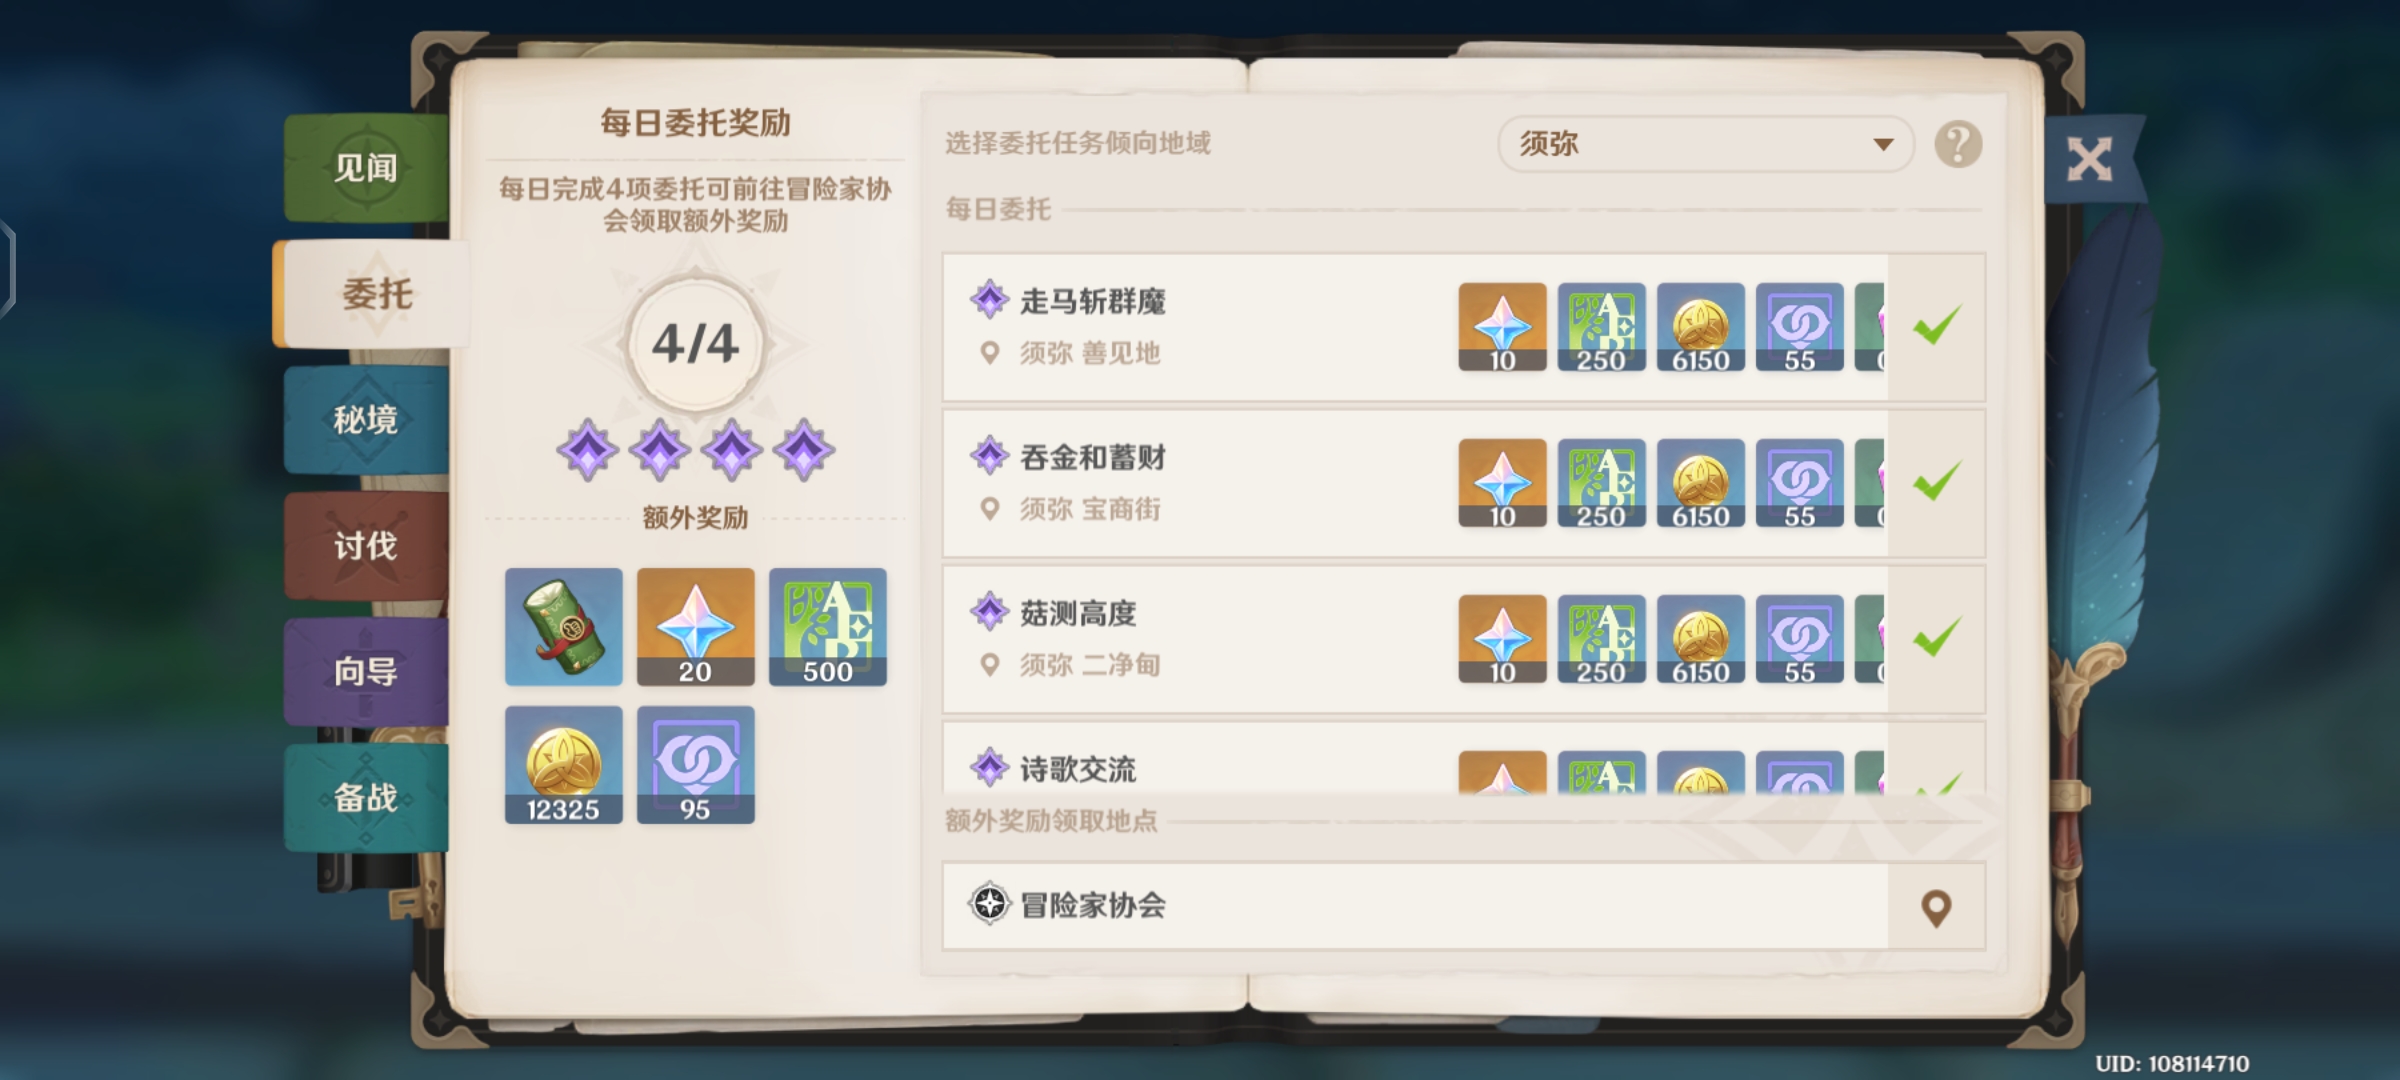 见闻
委托
秘境
讨伐
向导
备战
每日委托奖励
每日完成4项委托可前往冒险家协
会领取额外奖励
4/4
额外奖励
20
500
12325
95
选择委托任务倾向地域
须弥
?
每日委托
走马斩群魔
须弥 善见地
10
250
6150
55
吞金和蓄财
须弥 宝商街
10
250
6150
55
菇测高度
须弥 二净甸
10
250
6150
55
诗歌交流
额外奖励领取地点
冒险家协会
UID: 108114710